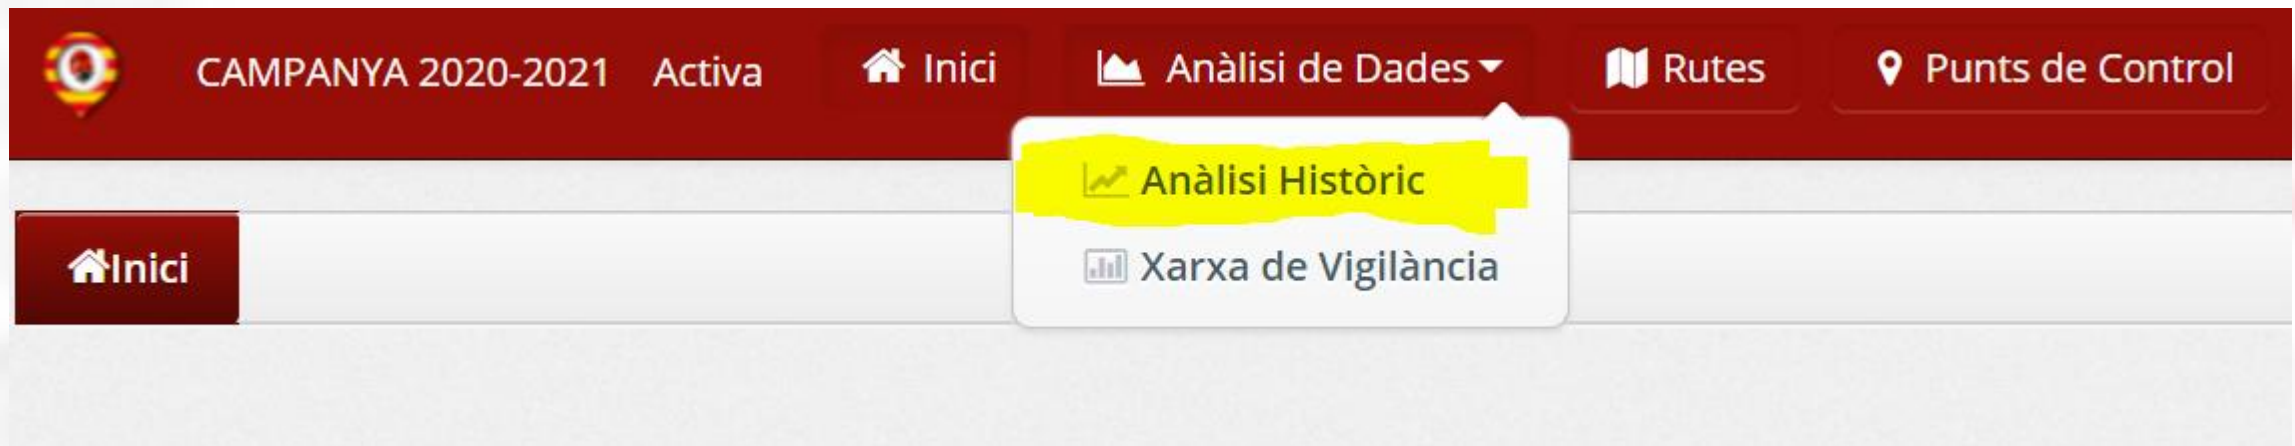 CAMPANYA 2020-2021 Activa Inici Anàlisi de Dades Rutes Punts de Control
Anàlisi Històric
Xarxa de Vigilància
Inici